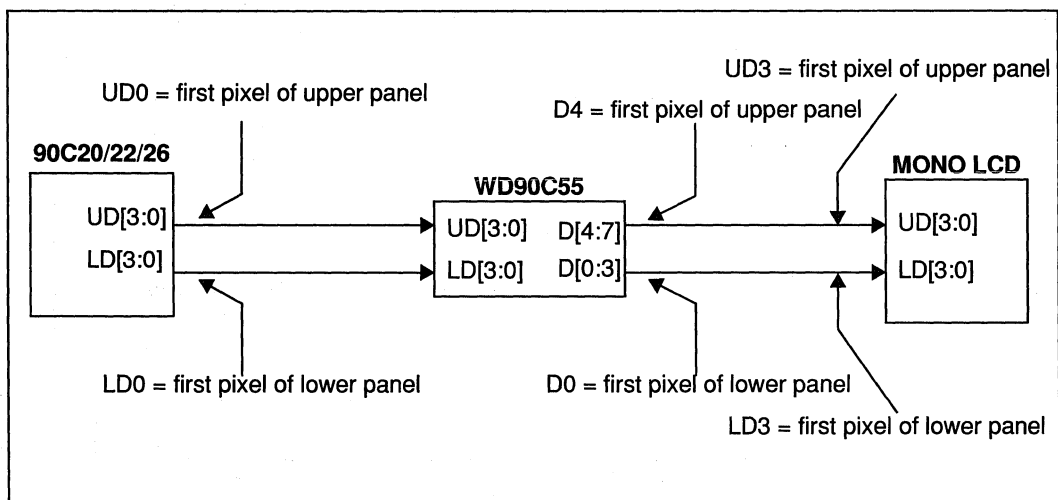 UD3 = first pixel of upper panel
UD0 = first pixel of upper panel
D4 = first pixel of upper panel
90C20/22/26
WD90C55
MONO LCD
UD[3:0]
LD[3:0]
UD[3:0]
D[4:7]
LD[3:0]
D[0:3]
UD[3:0]
LD[3:0]
LD0 = first pixel of lower panel
D0 = first pixel of lower panel
LD3 = first pixel of lower panel